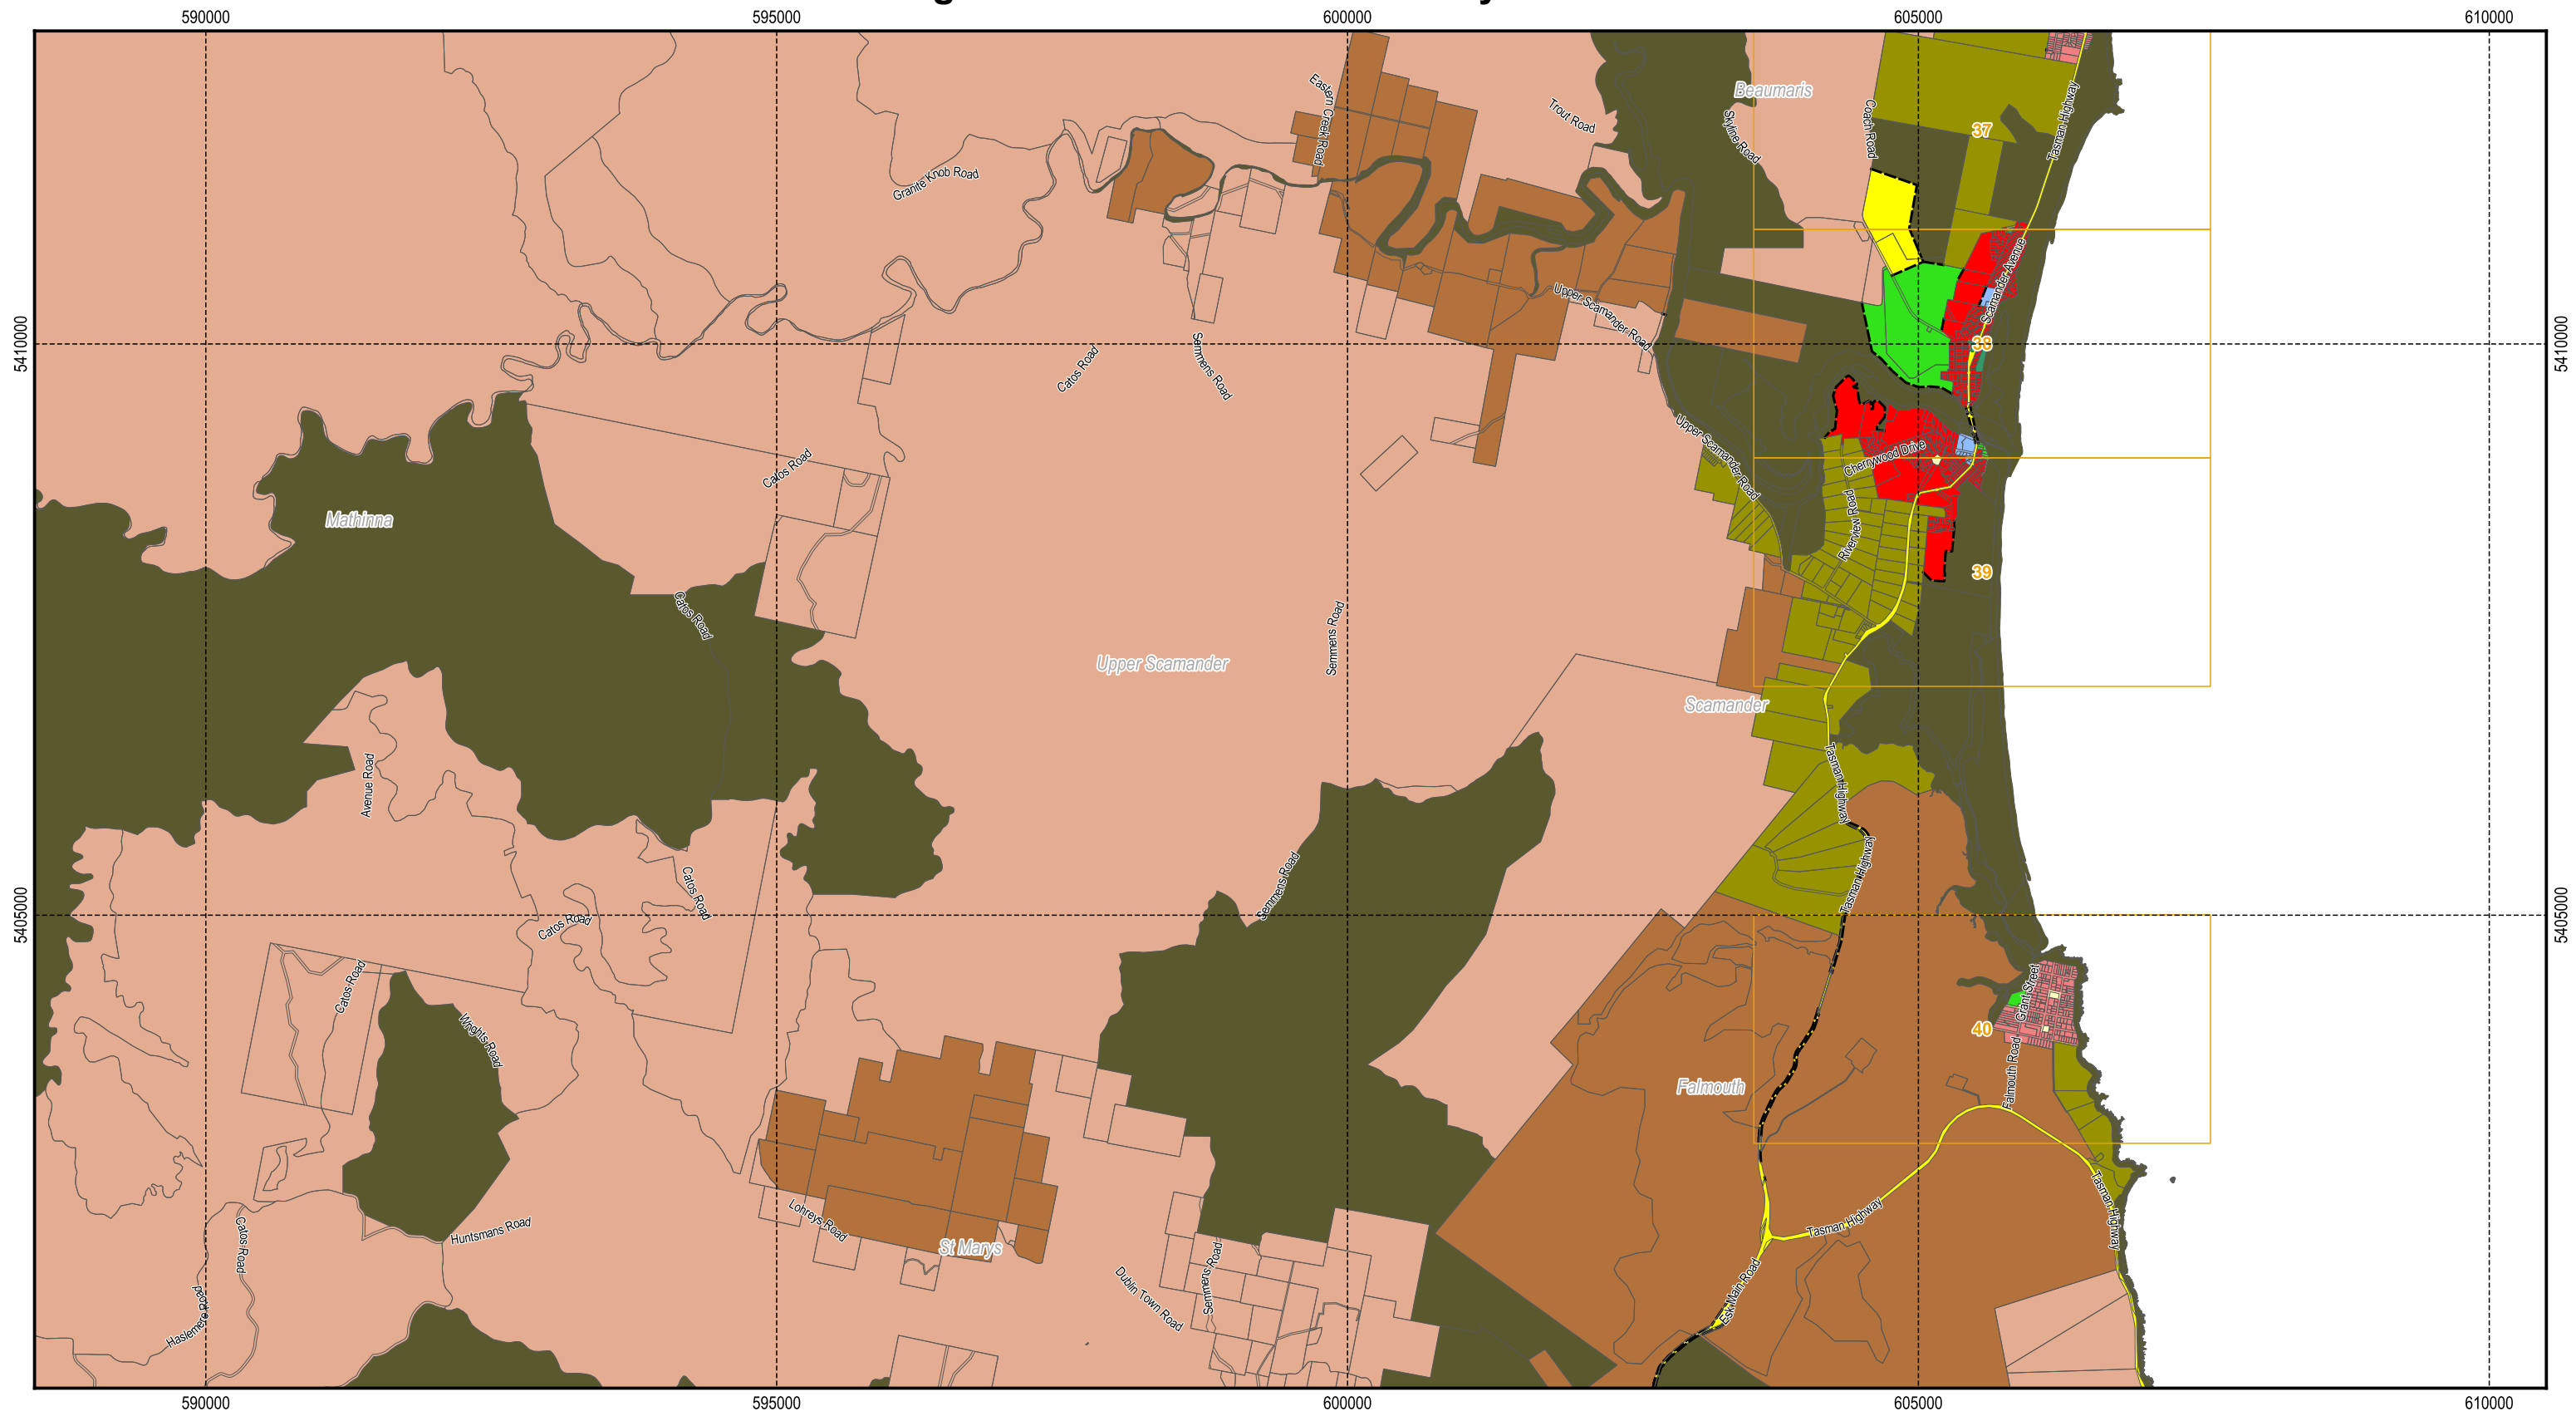 590000 595000 600000 605000 610000
Beaumaris
Eastern Creek Road
Trout Road
Skyline Road
Coach Road
Tasman Highway
37
Granite Knob Road
Scamander Avenue
Upper Scamander Road
5410000
5410000
38
Catos Road
Semmens Road
Upper Scamander Road
Cherrywood Drive
Catos Road
Mathinna
Riverview Road
39
Catos Road
Semmens Road
Upper Scamander
Scamander
Avenue Road
Tasman Highway
Tasman Highway
Semmens Road
Catos Road
Catos Road
5405000
5405000
Catos Road
Grant Street
Wrights Road
40
Falmouth Road
Falmouth
Lohreys Road
Huntsmans Road
Catos Road
St Marys
Tasman Highway
Tasman Highway
Semmens Road
Dublin Town Road
Esk Main Road
Haslemere Road
590000 595000 600000 605000 610000